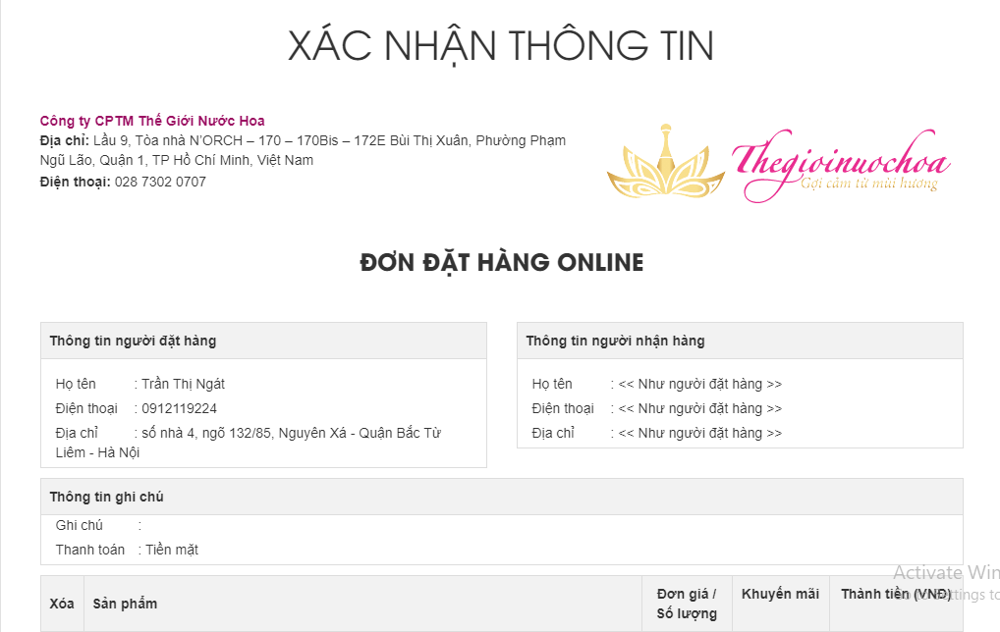 XÁC NHẬN THÔNG TIN
Công ty CPTM Thế Giới Nước Hoa
Địa chỉ: Lầu 9, Tòa nhà N'ORCH – 170 – 170Bis – 172E Bùi Thị Xuân, Phường Phạm
Ngũ Lão, Quận 1, TP Hồ Chí Minh, Việt Nam
Điện thoại: 028 7302 0707
Thegioinuochoa
Gợi cảm từ mùi hương
ĐƠN ĐẶT HÀNG ONLINE
Thông tin người đặt hàng
Họ tên : Trần Thị Ngát
Điện thoại : 0912119224
Địa chỉ : số nhà 4, ngõ 132/85, Nguyên Xá - Quận Bắc Từ
Liêm - Hà Nội
Thông tin người nhận hàng
Họ tên : << Như người đặt hàng >>
Điện thoại : << Như người đặt hàng >>
Địa chỉ : << Như người đặt hàng >>
Thông tin ghi chú
Ghi chú :
Thanh toán : Tiền mặt
Xóa Sản phẩm Đơn giá / Khuyến mãi Thành tiền (VNĐ)
Số lượng
Activate Win